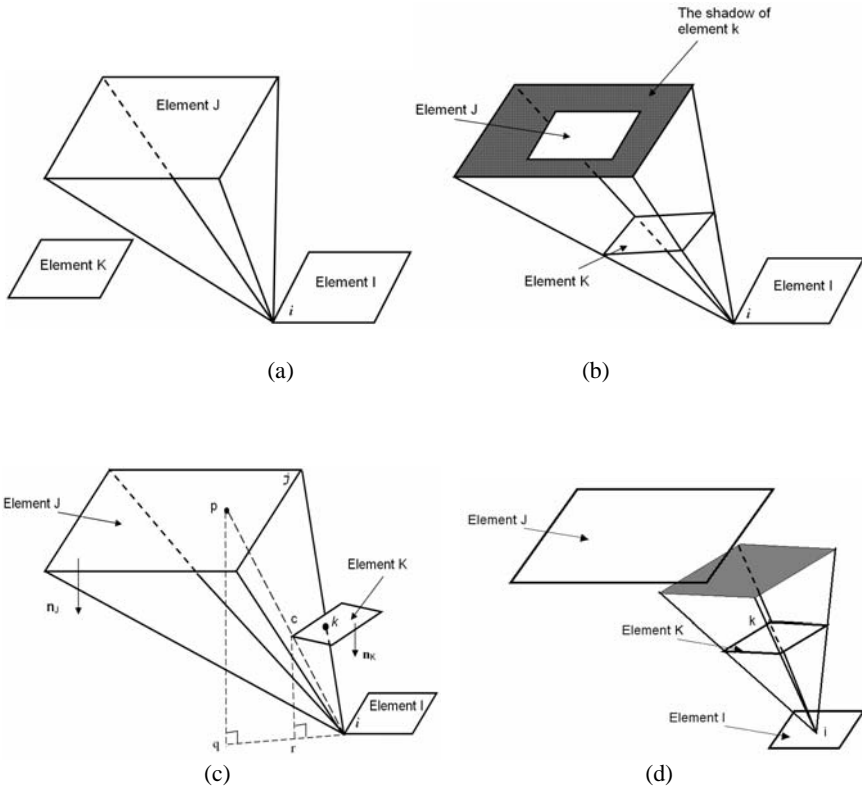 Element J
Element K
Element I
i
(a)
The shadow of
element k
Element J
Element K
Element I
i
(b)
J
Element J
p
Element K
c
k
n_J
n_K
Element I
i
q
r
(c)
Element J
k
Element K
Element I
i
(d)